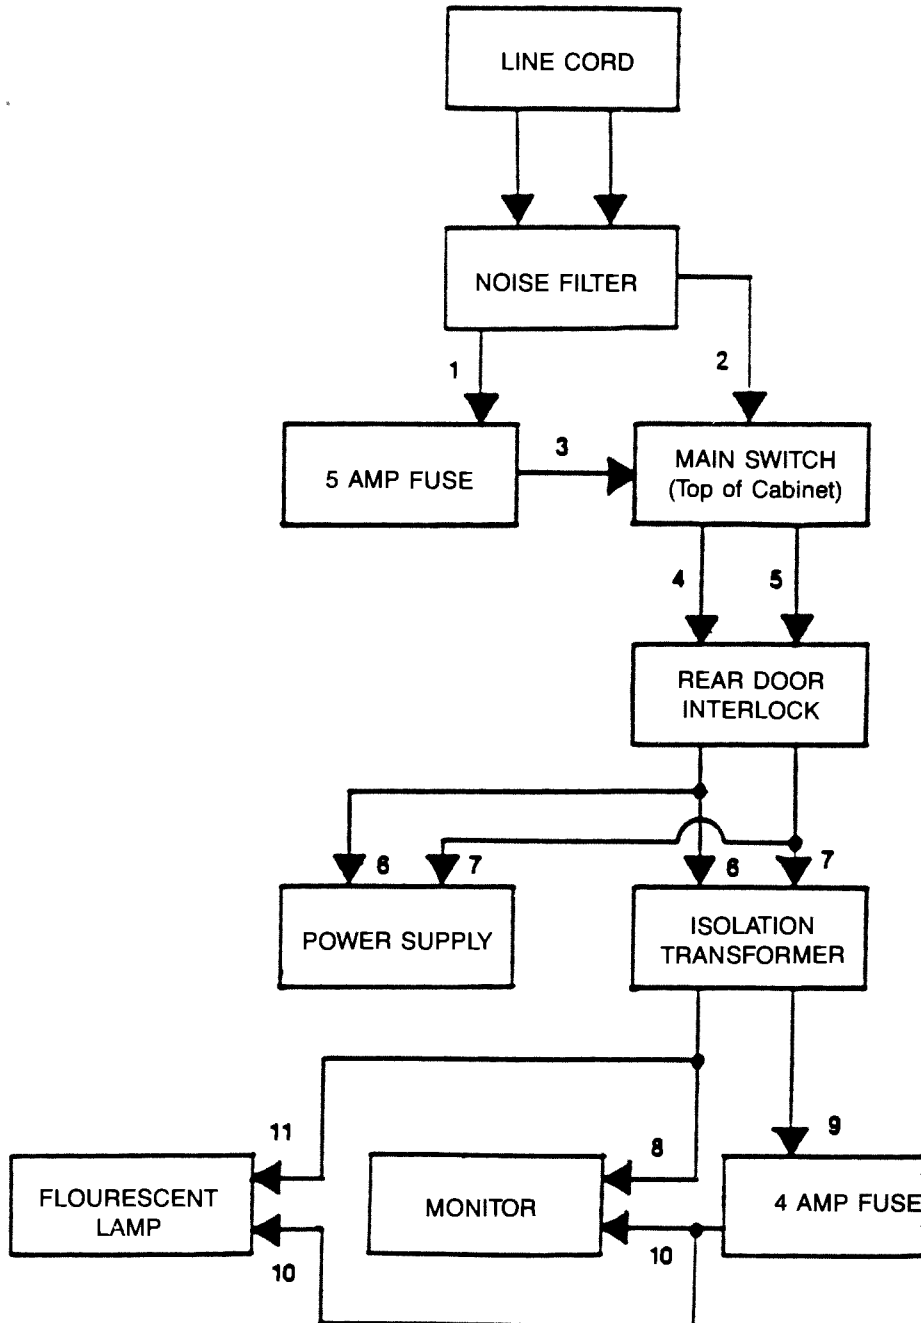 LINE CORD
NOISE FILTER
1
2
5 AMP FUSE
3
MAIN SWITCH
(Top of Cabinet)
4
5
REAR DOOR
INTERLOCK
6
7
6
7
POWER SUPPLY
ISOLATION
TRANSFORMER
11
8
9
FLOURESCENT
LAMP
MONITOR
4 AMP FUSE
10
10